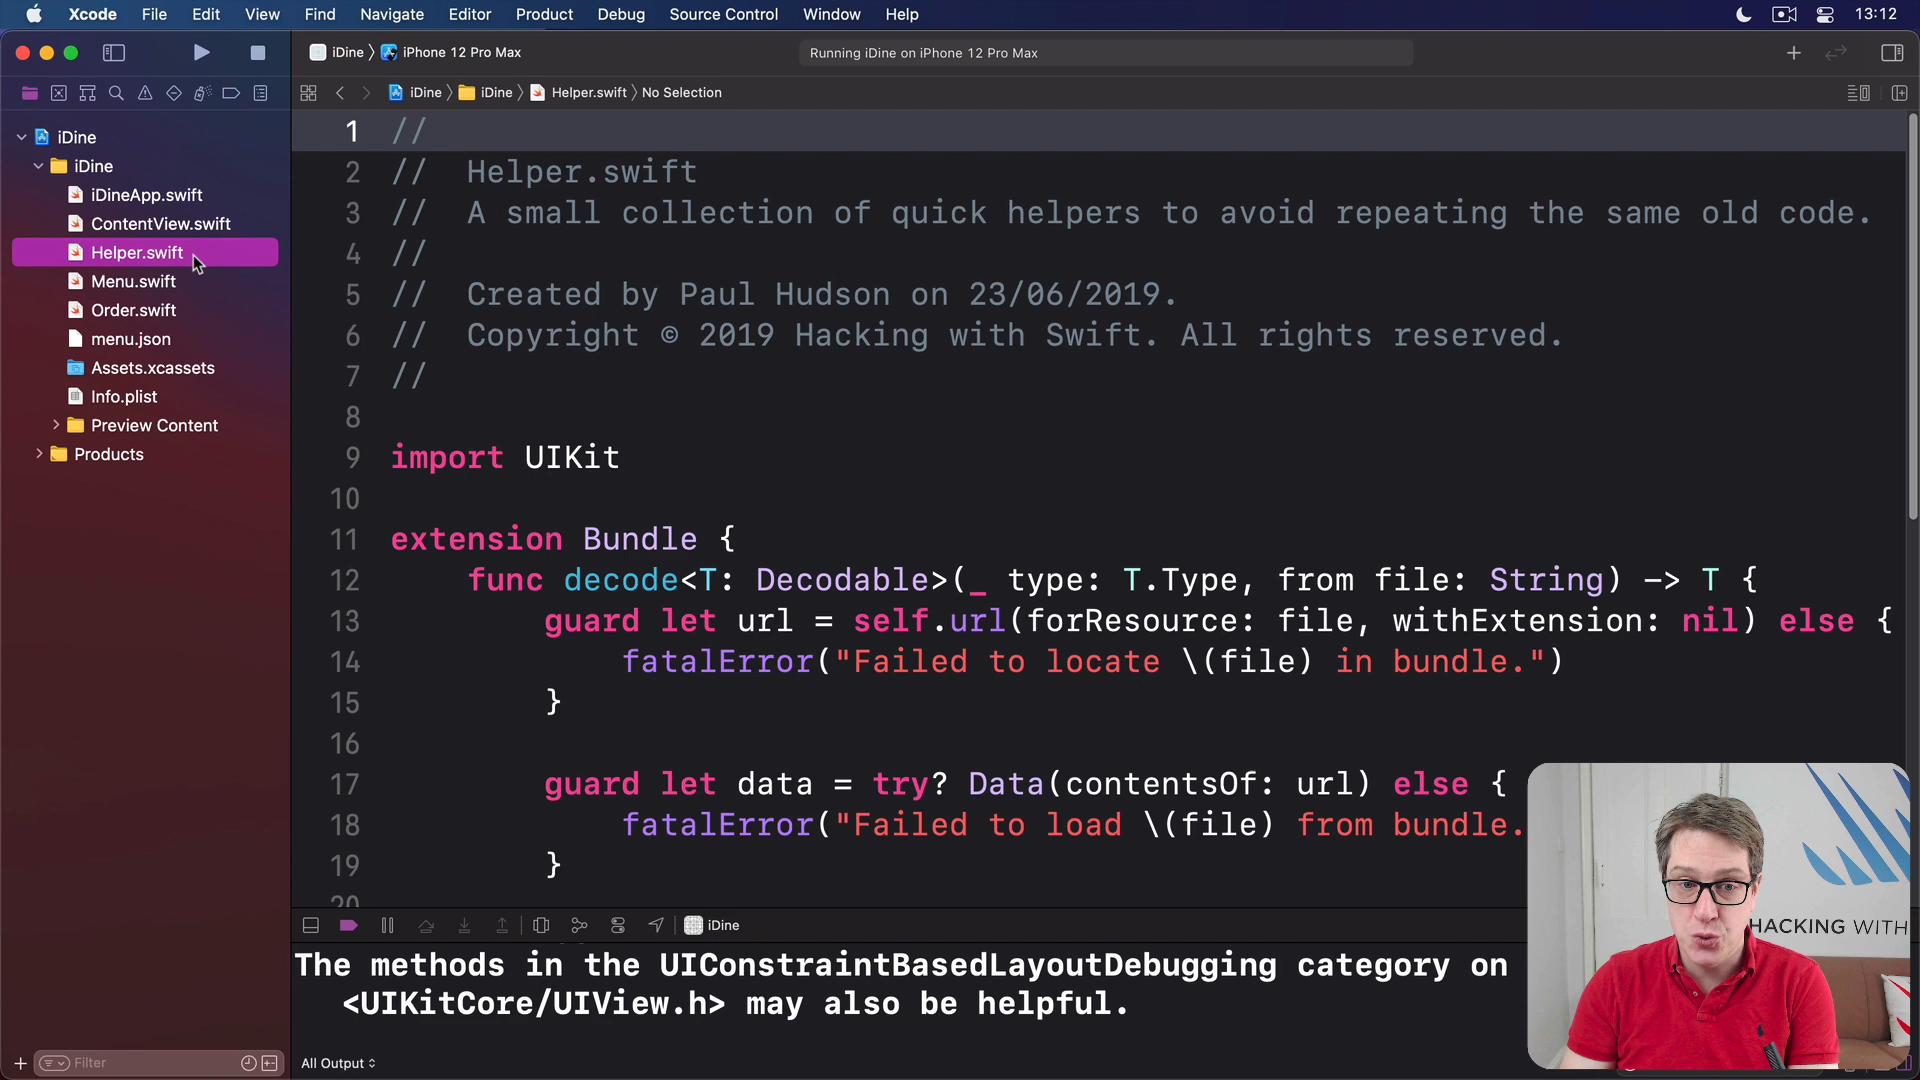 Xcode File Edit View Find Navigate Editor Product Debug Source Control Window Help 13:12
iDine iPhone 12 Pro Max Running iDine on iPhone 12 Pro Max
iDine iDine Helper.swift No Selection
iDine
iDine
iDineApp.swift
ContentView.swift
Helper.swift
Menu.swift
Order.swift
menu.json
Assets.xcassets
Info.plist
Preview Content
Products
Filter
1 //
2 // Helper.swift
3 // A small collection of quick helpers to avoid repeating the same old code.
4 //
5 // Created by Paul Hudson on 23/06/2019.
6 // Copyright © 2019 Hacking with Swift. All rights reserved.
7 //
8
9 import UIKit
10
11 extension Bundle {
12 func decode<T: Decodable>(_ type: T.Type, from file: String) -> T {
13 guard let url = self.url(forResource: file, withExtension: nil) else {
14 fatalError("Failed to locate \(file) in bundle.")
15 }
16
17 guard let data = try? Data(contentsOf: url) else {
18 fatalError("Failed to load \(file) from bundle.
19 }
20
iDine
The methods in the UIConstraintBasedLayoutDebugging category on
<UIKitCore/UIView.h> may also be helpful.
All Output
HACKING WITH